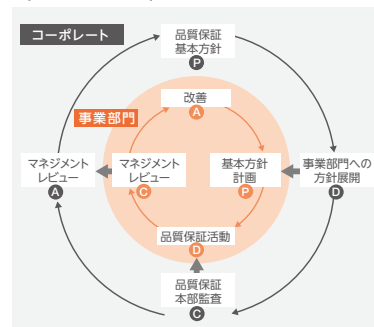 コーポレート
品質保証
基本方針
P
改善
A
事業部門
マネジメント
レビュー
A
マネジメント
レビュー
C
基本方針
計画
P
事業部門への
方針展開
D
品質保証活動
D
品質保証
本部監査
C